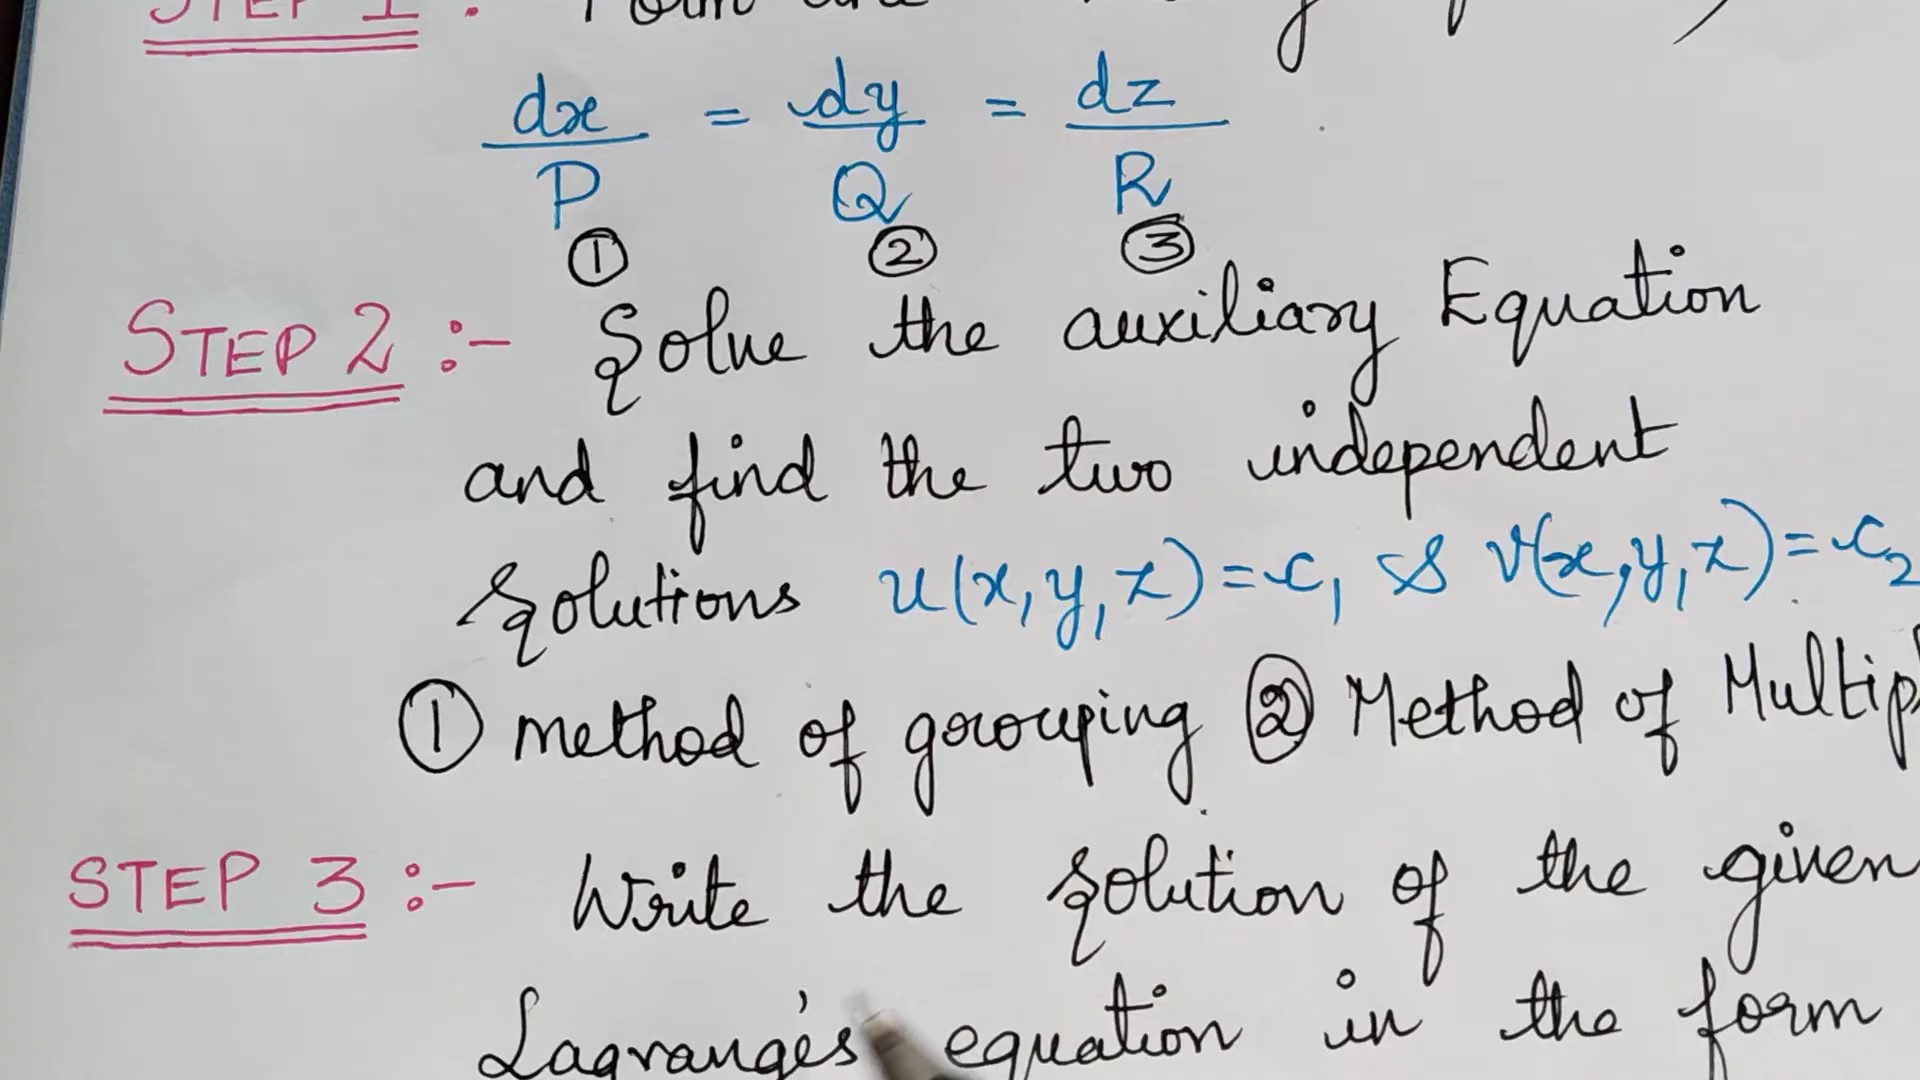 STEP 1 :
dx/P = dy/Q = dz/R
① ② ③
STEP 2 :- Solve the auxiliary Equation
and find the two independent
Solutions u(x, y, z) = c₁ & v(x, y, z) = c₂
① method of grouping ② Method of
STEP 3 :- Write the solution of the given
Lagrange's equation in the form